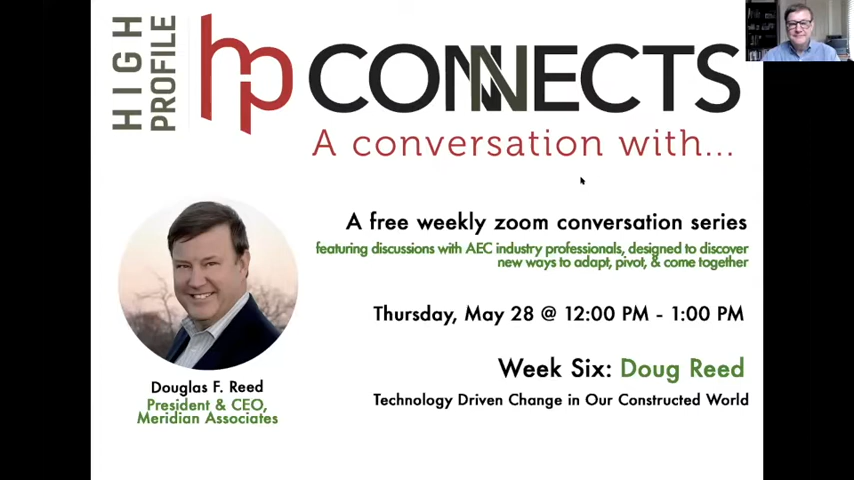 HIGH
PROFILE
hp CONNECTS
A conversation with...
A free weekly zoom conversation series
featuring discussions with AEC industry professionals, designed to discover
new ways to adapt, pivot, & come together
Thursday, May 28 @ 12:00 PM - 1:00 PM
Week Six: Doug Reed
Technology Driven Change in Our Constructed World
Douglas F. Reed
President & CEO,
Meridian Associates